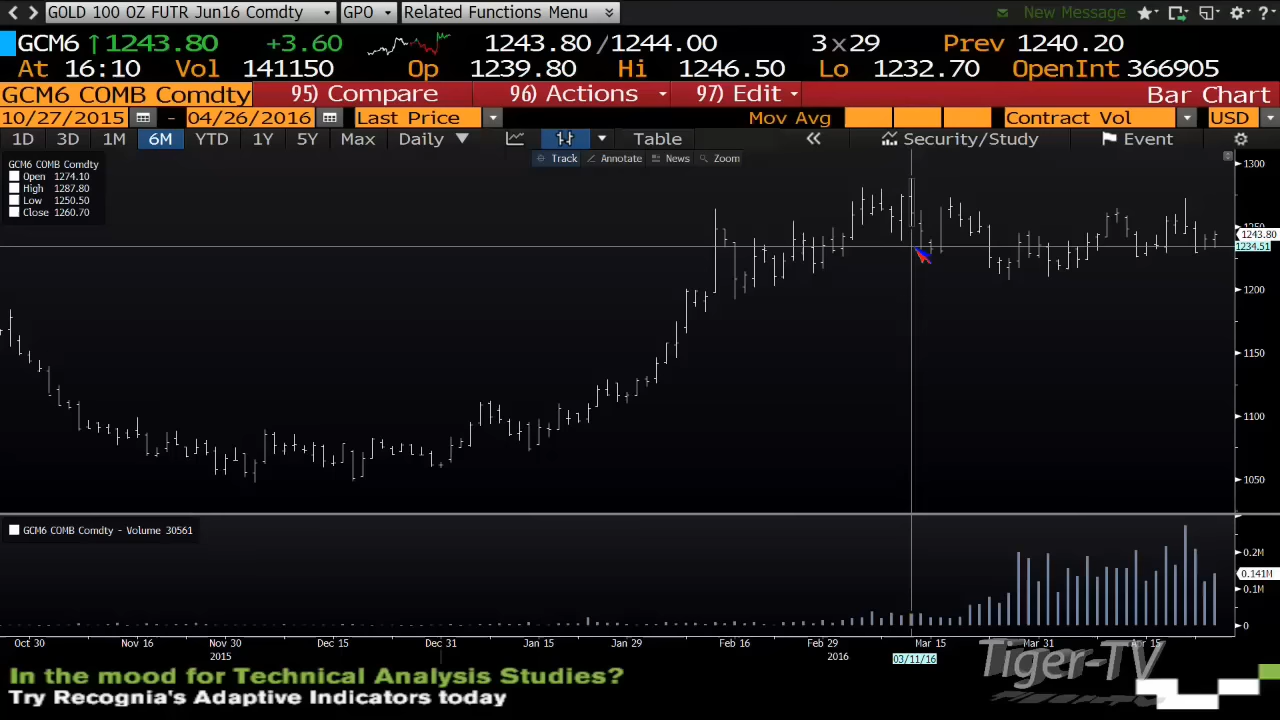 GOLD 100 OZ FUTR Jun16 Comdty GPO Related Functions Menu New Message
GCM6 ↑1243.80 +3.60 1243.80 /1244.00 3x29 Prev 1240.20
At 16:10 Vol 141150 Op 1239.80 Hi 1246.50 Lo 1232.70 OpenInt 366905
GCM6 COMB Comdty 95) Compare 96) Actions 97) Edit Bar Chart
10/27/2015 - 04/26/2016 Last Price Mov Avg Contract Vol USD
1D 3D 1M 6M YTD 1Y 5Y Max Daily Table « Security/Study Event
Track Annotate News Zoom
GCM6 COMB Comdty
Open 1274.10
High 1287.80
Low 1250.50
Close 1260.70
1300
1250
1243.80
1234.51
1200
1150
1100
1050
GCM6 COMB Comdty - Volume 30561
0.2M
0.141M
0.1M
0
Oct 30 Nov 16 Nov 30 Dec 15 Dec 31 Jan 15 Jan 29 Feb 16 Feb 29 Mar 15 Mar 31 Apr 15
2015 2016 03/11/16
Tiger-TV
In the mood for Technical Analysis Studies?
Try Recognia's Adaptive Indicators today